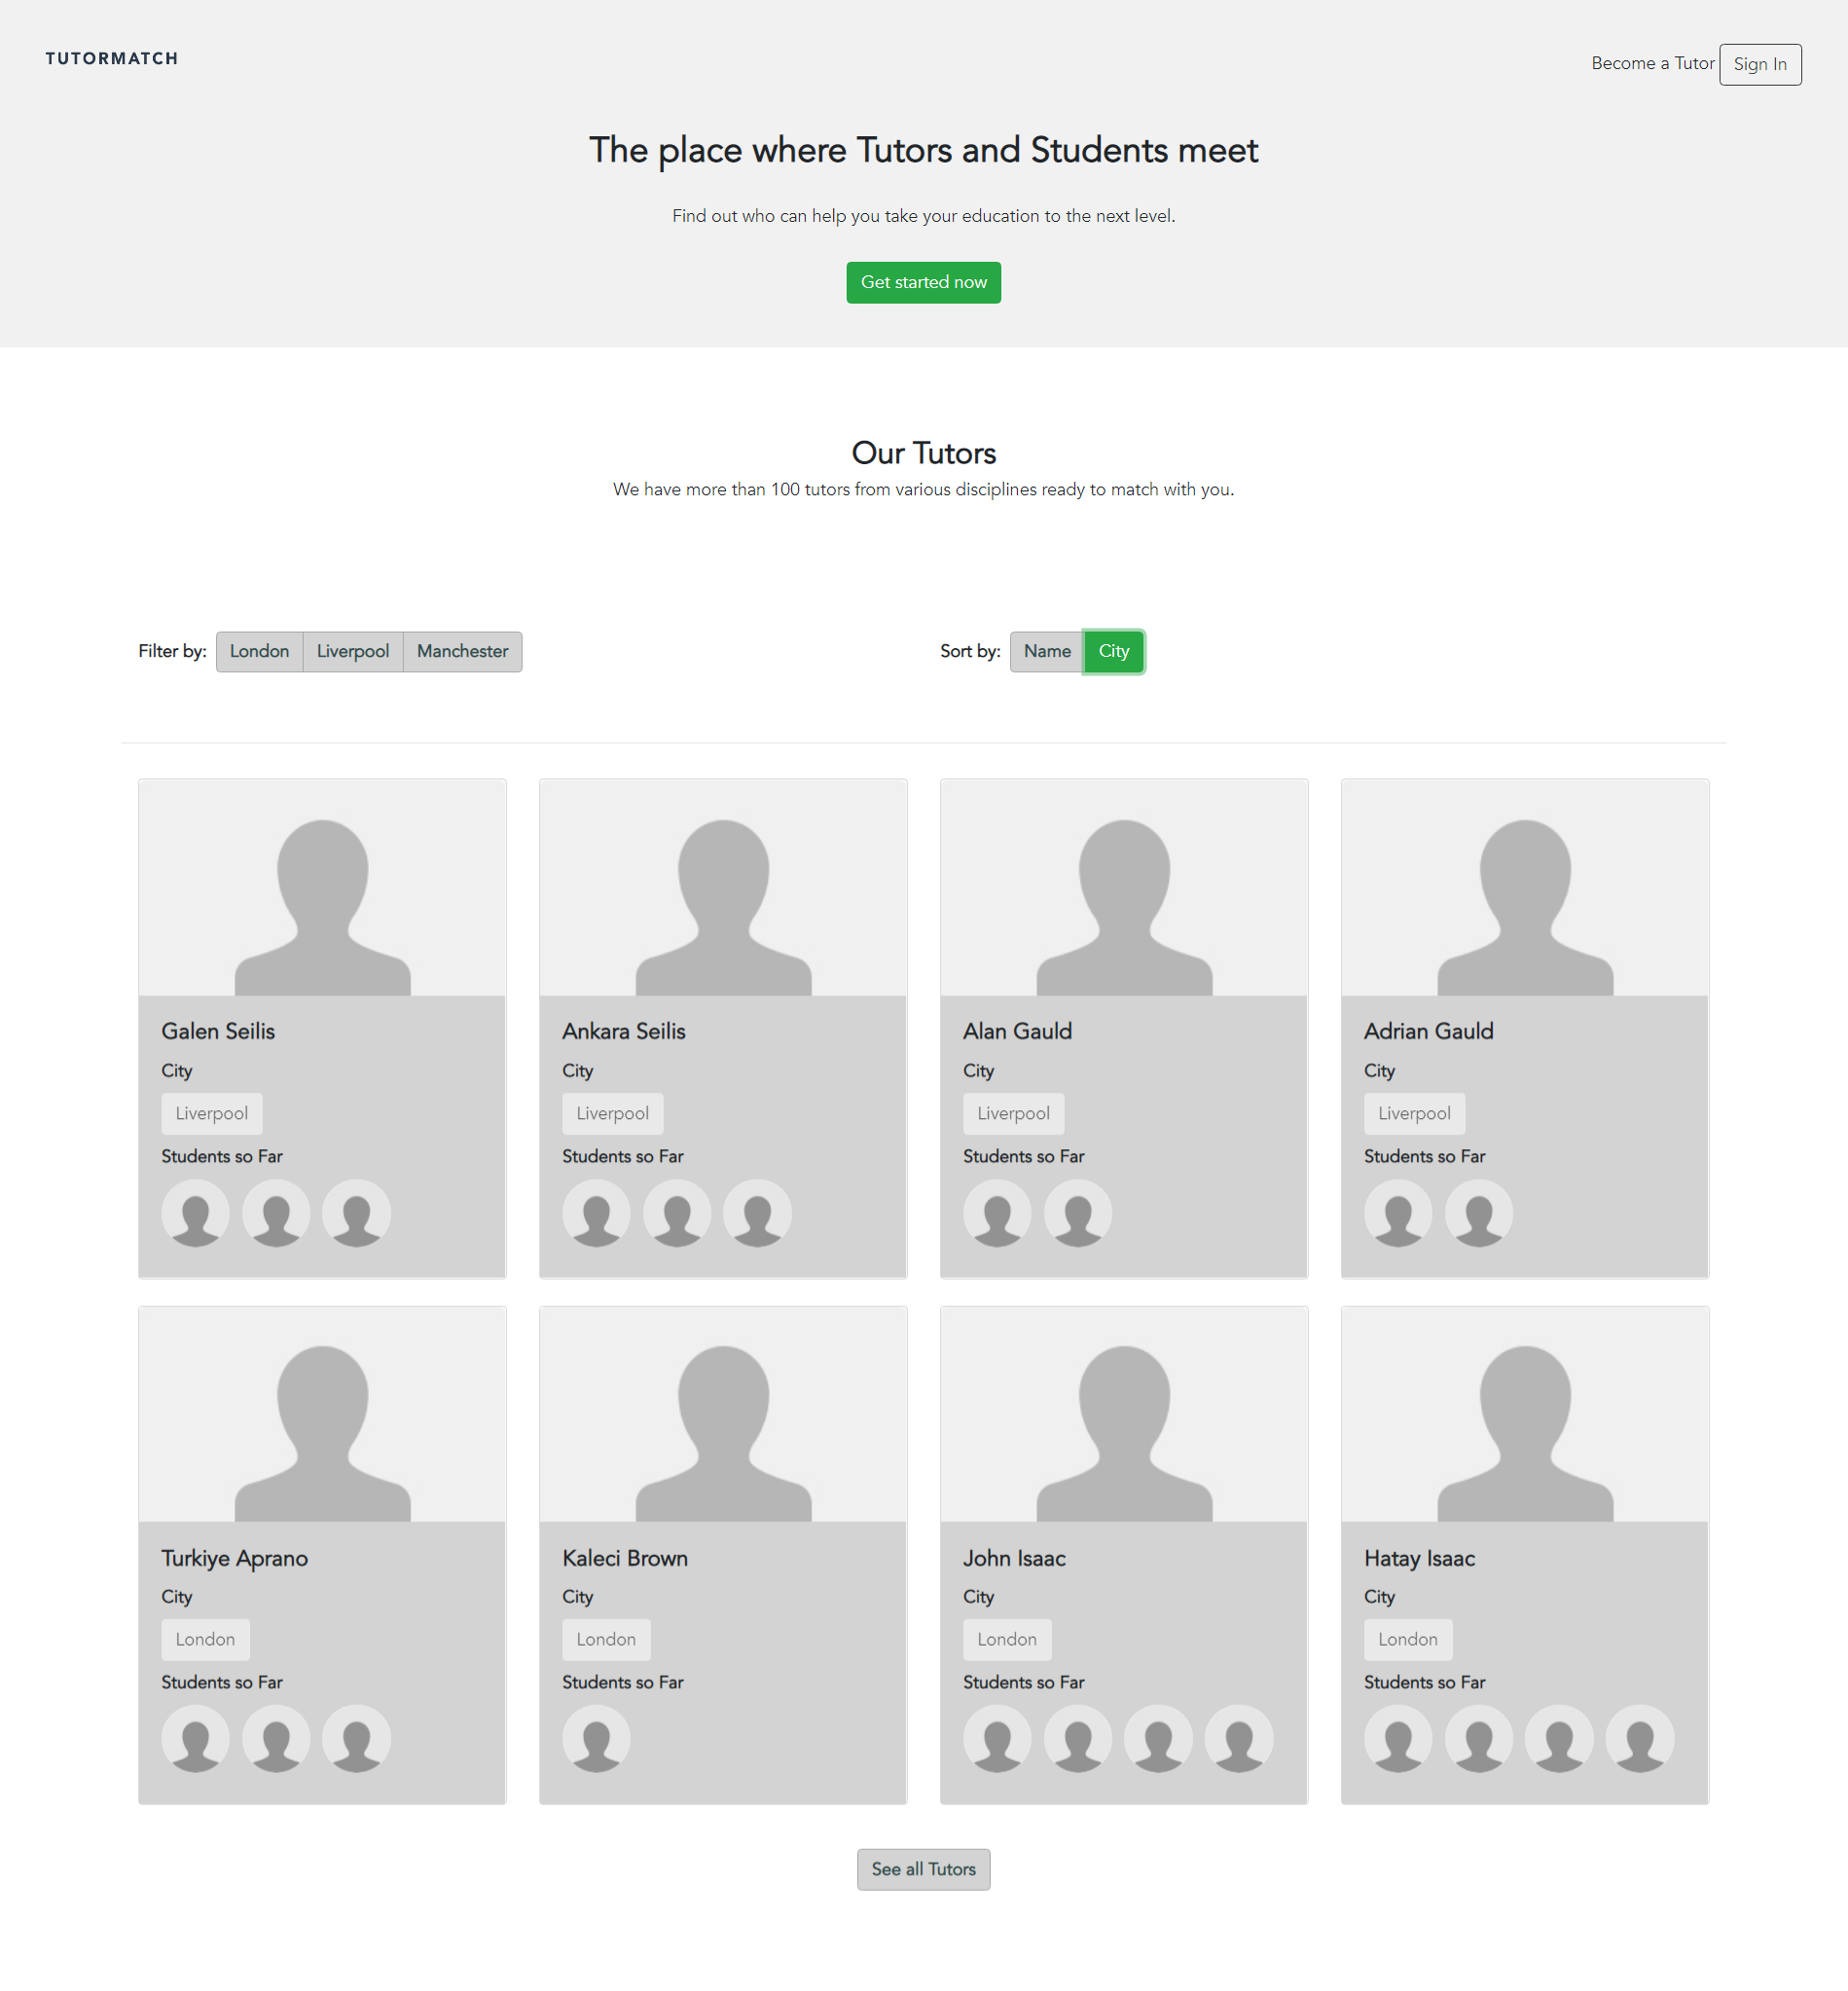 TUTORMATCH
Become a Tutor Sign In
The place where Tutors and Students meet
Find out who can help you take your education to the next level.
Get started now
Our Tutors
We have more than 100 tutors from various disciplines ready to match with you.
Filter by: London Liverpool Manchester
Sort by: Name City
Galen Seilis
City
Liverpool
Students so Far
Ankara Seilis
City
Liverpool
Students so Far
Alan Gauld
City
Liverpool
Students so Far
Adrian Gauld
City
Liverpool
Students so Far
Turkiye Aprano
City
London
Students so Far
Kaleci Brown
City
London
Students so Far
John Isaac
City
London
Students so Far
Hatay Isaac
City
London
Students so Far
See all Tutors